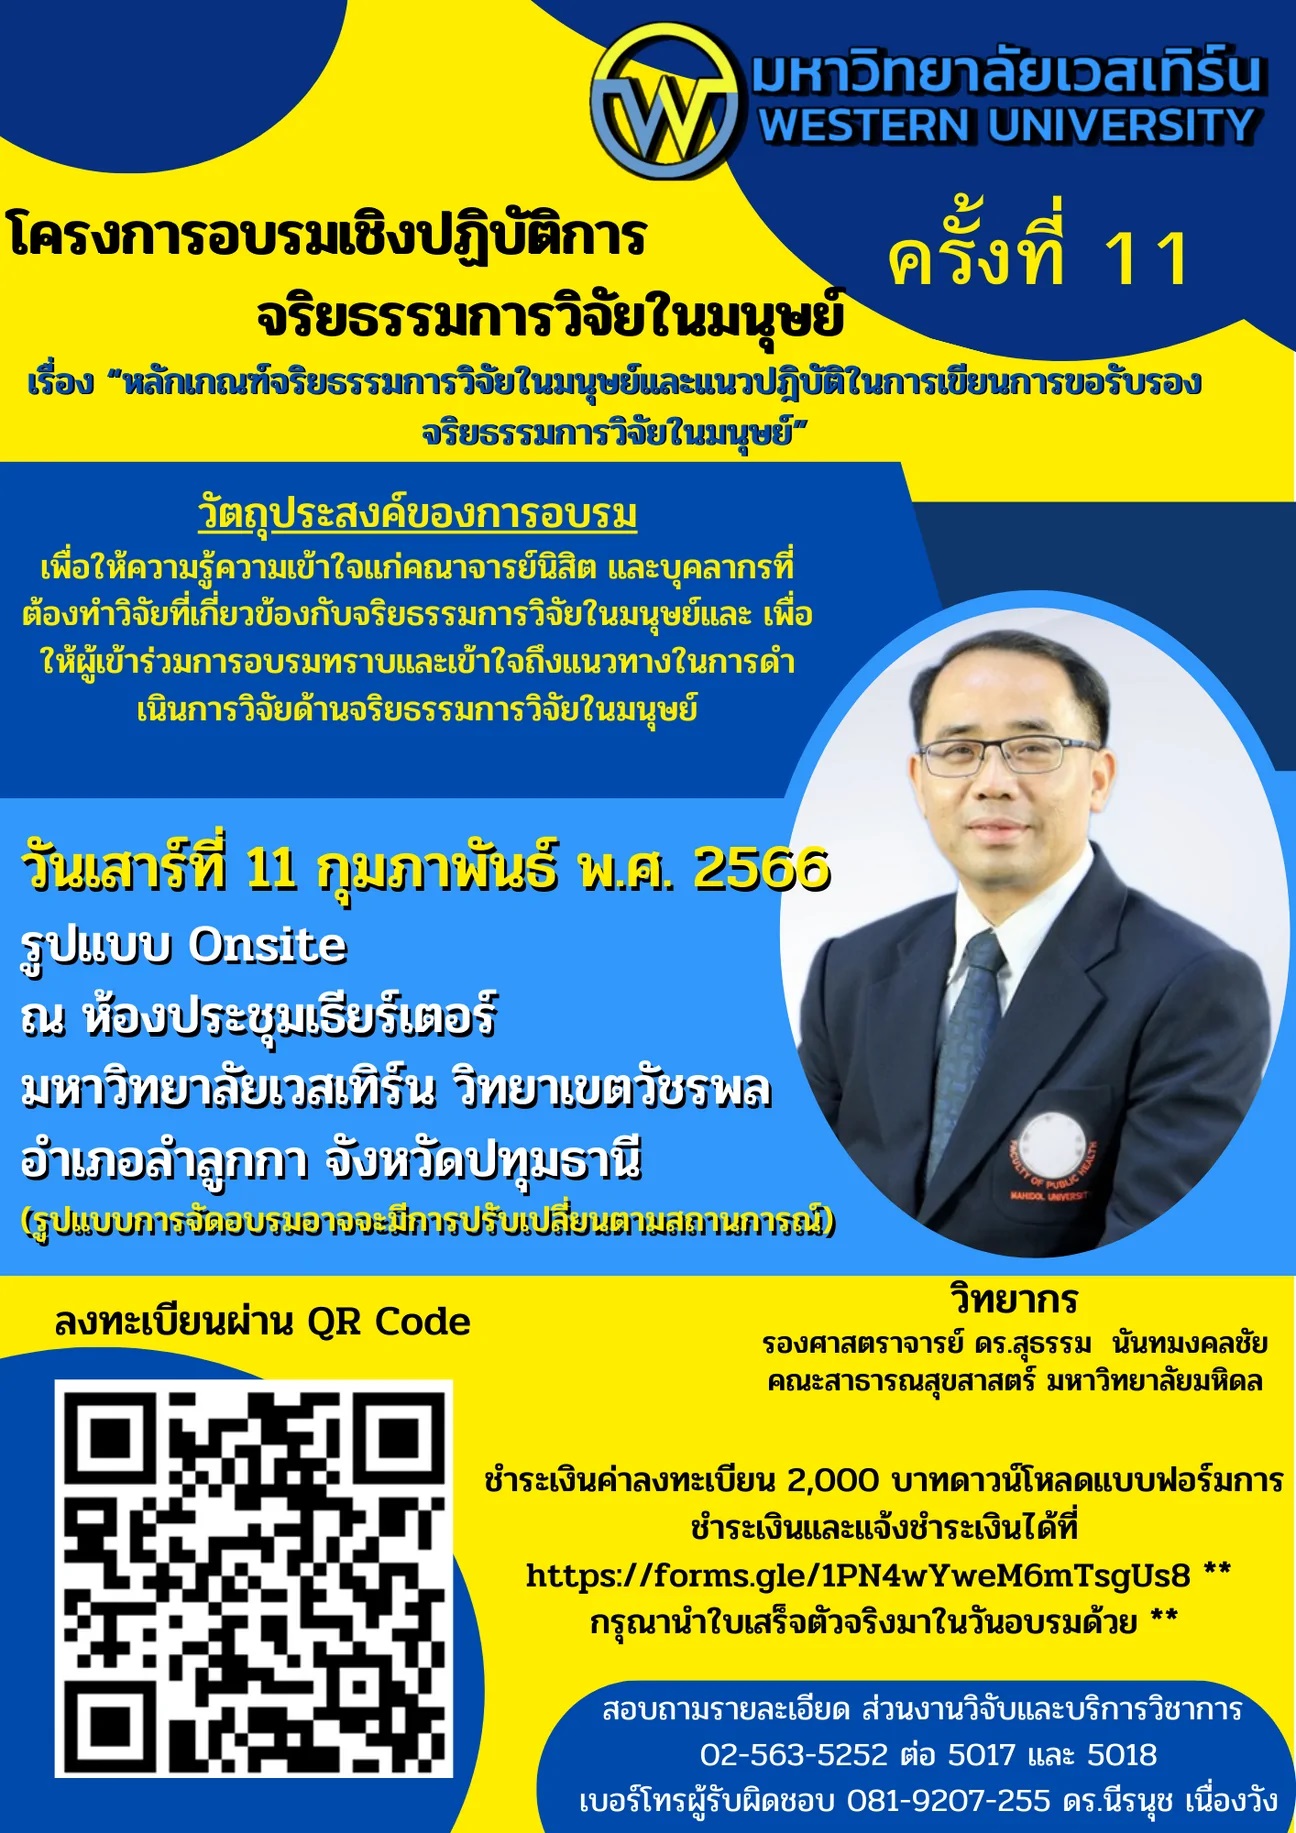 มหาวิทยาลัยเวสเทิร์น
WESTERN UNIVERSITY
ครั้งที่ 11
โครงการอบรมเชิงปฏิบัติการ
จริยธรรมการวิจัยในมนุษย์
เรื่อง “หลักเกณฑ์จริยธรรมการวิจัยในมนุษย์และแนวปฎิบัติในการเขียนการขอรับรอง
จริยธรรมการวิจัยในมนุษย์”
วัตถุประสงค์ของการอบรม
เพื่อให้ความรู้ความเข้าใจแก่คณาจารย์นิสิต และบุคลากรที่
ต้องทำวิจัยที่เกี่ยวข้องกับจริยธรรมการวิจัยในมนุษย์และ เพื่อ
ให้ผู้เข้าร่วมการอบรมทราบและเข้าใจถึงแนวทางในการดำ
เนินการวิจัยด้านจริยธรรมการวิจัยในมนุษย์
วันเสาร์ที่ 11 กุมภาพันธ์ พ.ศ. 2566
รูปแบบ Onsite
ณ ห้องประชุมเธียร์เตอร์
มหาวิทยาลัยเวสเทิร์น วิทยาเขตวัชรพล
อำเภอลำลูกกา จังหวัดปทุมธานี
(รูปแบบการจัดอบรมอาจจะมีการปรับเปลี่ยนตามสถานการณ์)
FACULTY OF PUBLIC HEALTH
MAHIDOL UNIVERSITY
วิทยากร
รองศาสตราจารย์ ดร.สุธรรม นันทมงคลชัย
คณะสาธารณสุขสาสตร์ มหาวิทยาลัยมหิดล
ลงทะเบียนผ่าน QR Code
ชำระเงินค่าลงทะเบียน 2,000 บาทดาวน์โหลดแบบฟอร์มการ
ชำระเงินและแจ้งชำระเงินได้ที่
https://forms.gle/1PN4wYweM6mTsgUs8 **
กรุณานำใบเสร็จตัวจริงมาในวันอบรมด้วย **
สอบถามรายละเอียด ส่วนงานวิจับและบริการวิชาการ
02-563-5252 ต่อ 5017 และ 5018
เบอร์โทรผู้รับผิดชอบ 081-9207-255 ดร.นีรนุช เนื่องวัง